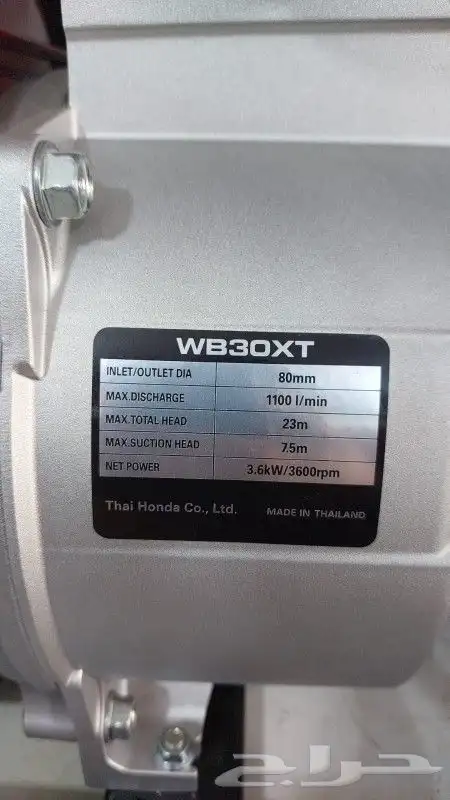 WB30XT
INLET/OUTLET DIA 80mm
MAX.DISCHARGE 1100 l/min
MAX.TOTAL HEAD 23m
MAX.SUCTION HEAD 7.5m
NET POWER 3.6kW/3600rpm
Thai Honda Co., Ltd. MADE IN THAILAND
حراج